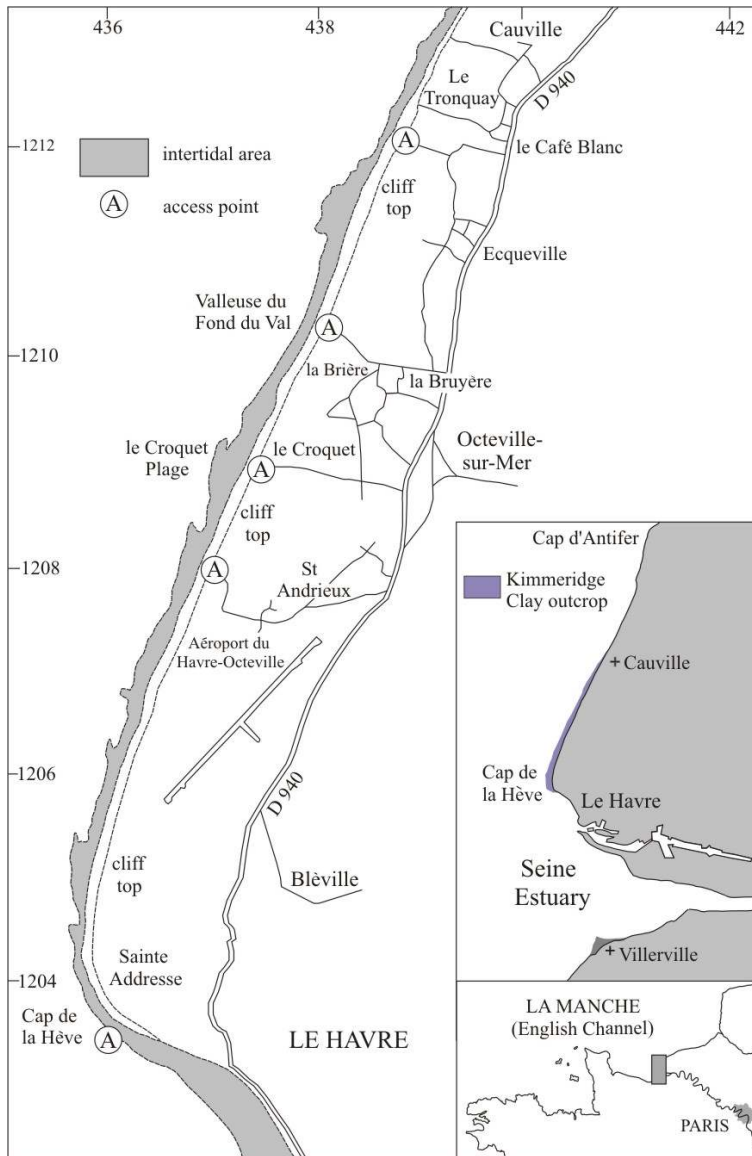 436
438
440
442
Cauville
Le
Tronquay
D 940
1212
intertidal area
A
access point
A
le Café Blanc
cliff
top
Ecqueville
Valleuse du
Fond du Val
A
1210
la Brière
la Bruyère
le Croquet
Plage
le Croquet
A
Octeville-
sur-Mer
cliff
top
1208
A
St
Andrieux
Aéroport du
Havre-Octeville
1206
D 940
cliff
top
Blèville
Sainte
Addresse
1204
Cap de
la Hève
A
LE HAVRE
Cap d'Antifer
Kimmeridge
Clay outcrop
Cauville
Cap de
la Hève
Le Havre
Seine
Estuary
Villerville
LA MANCHE
(English Channel)
PARIS